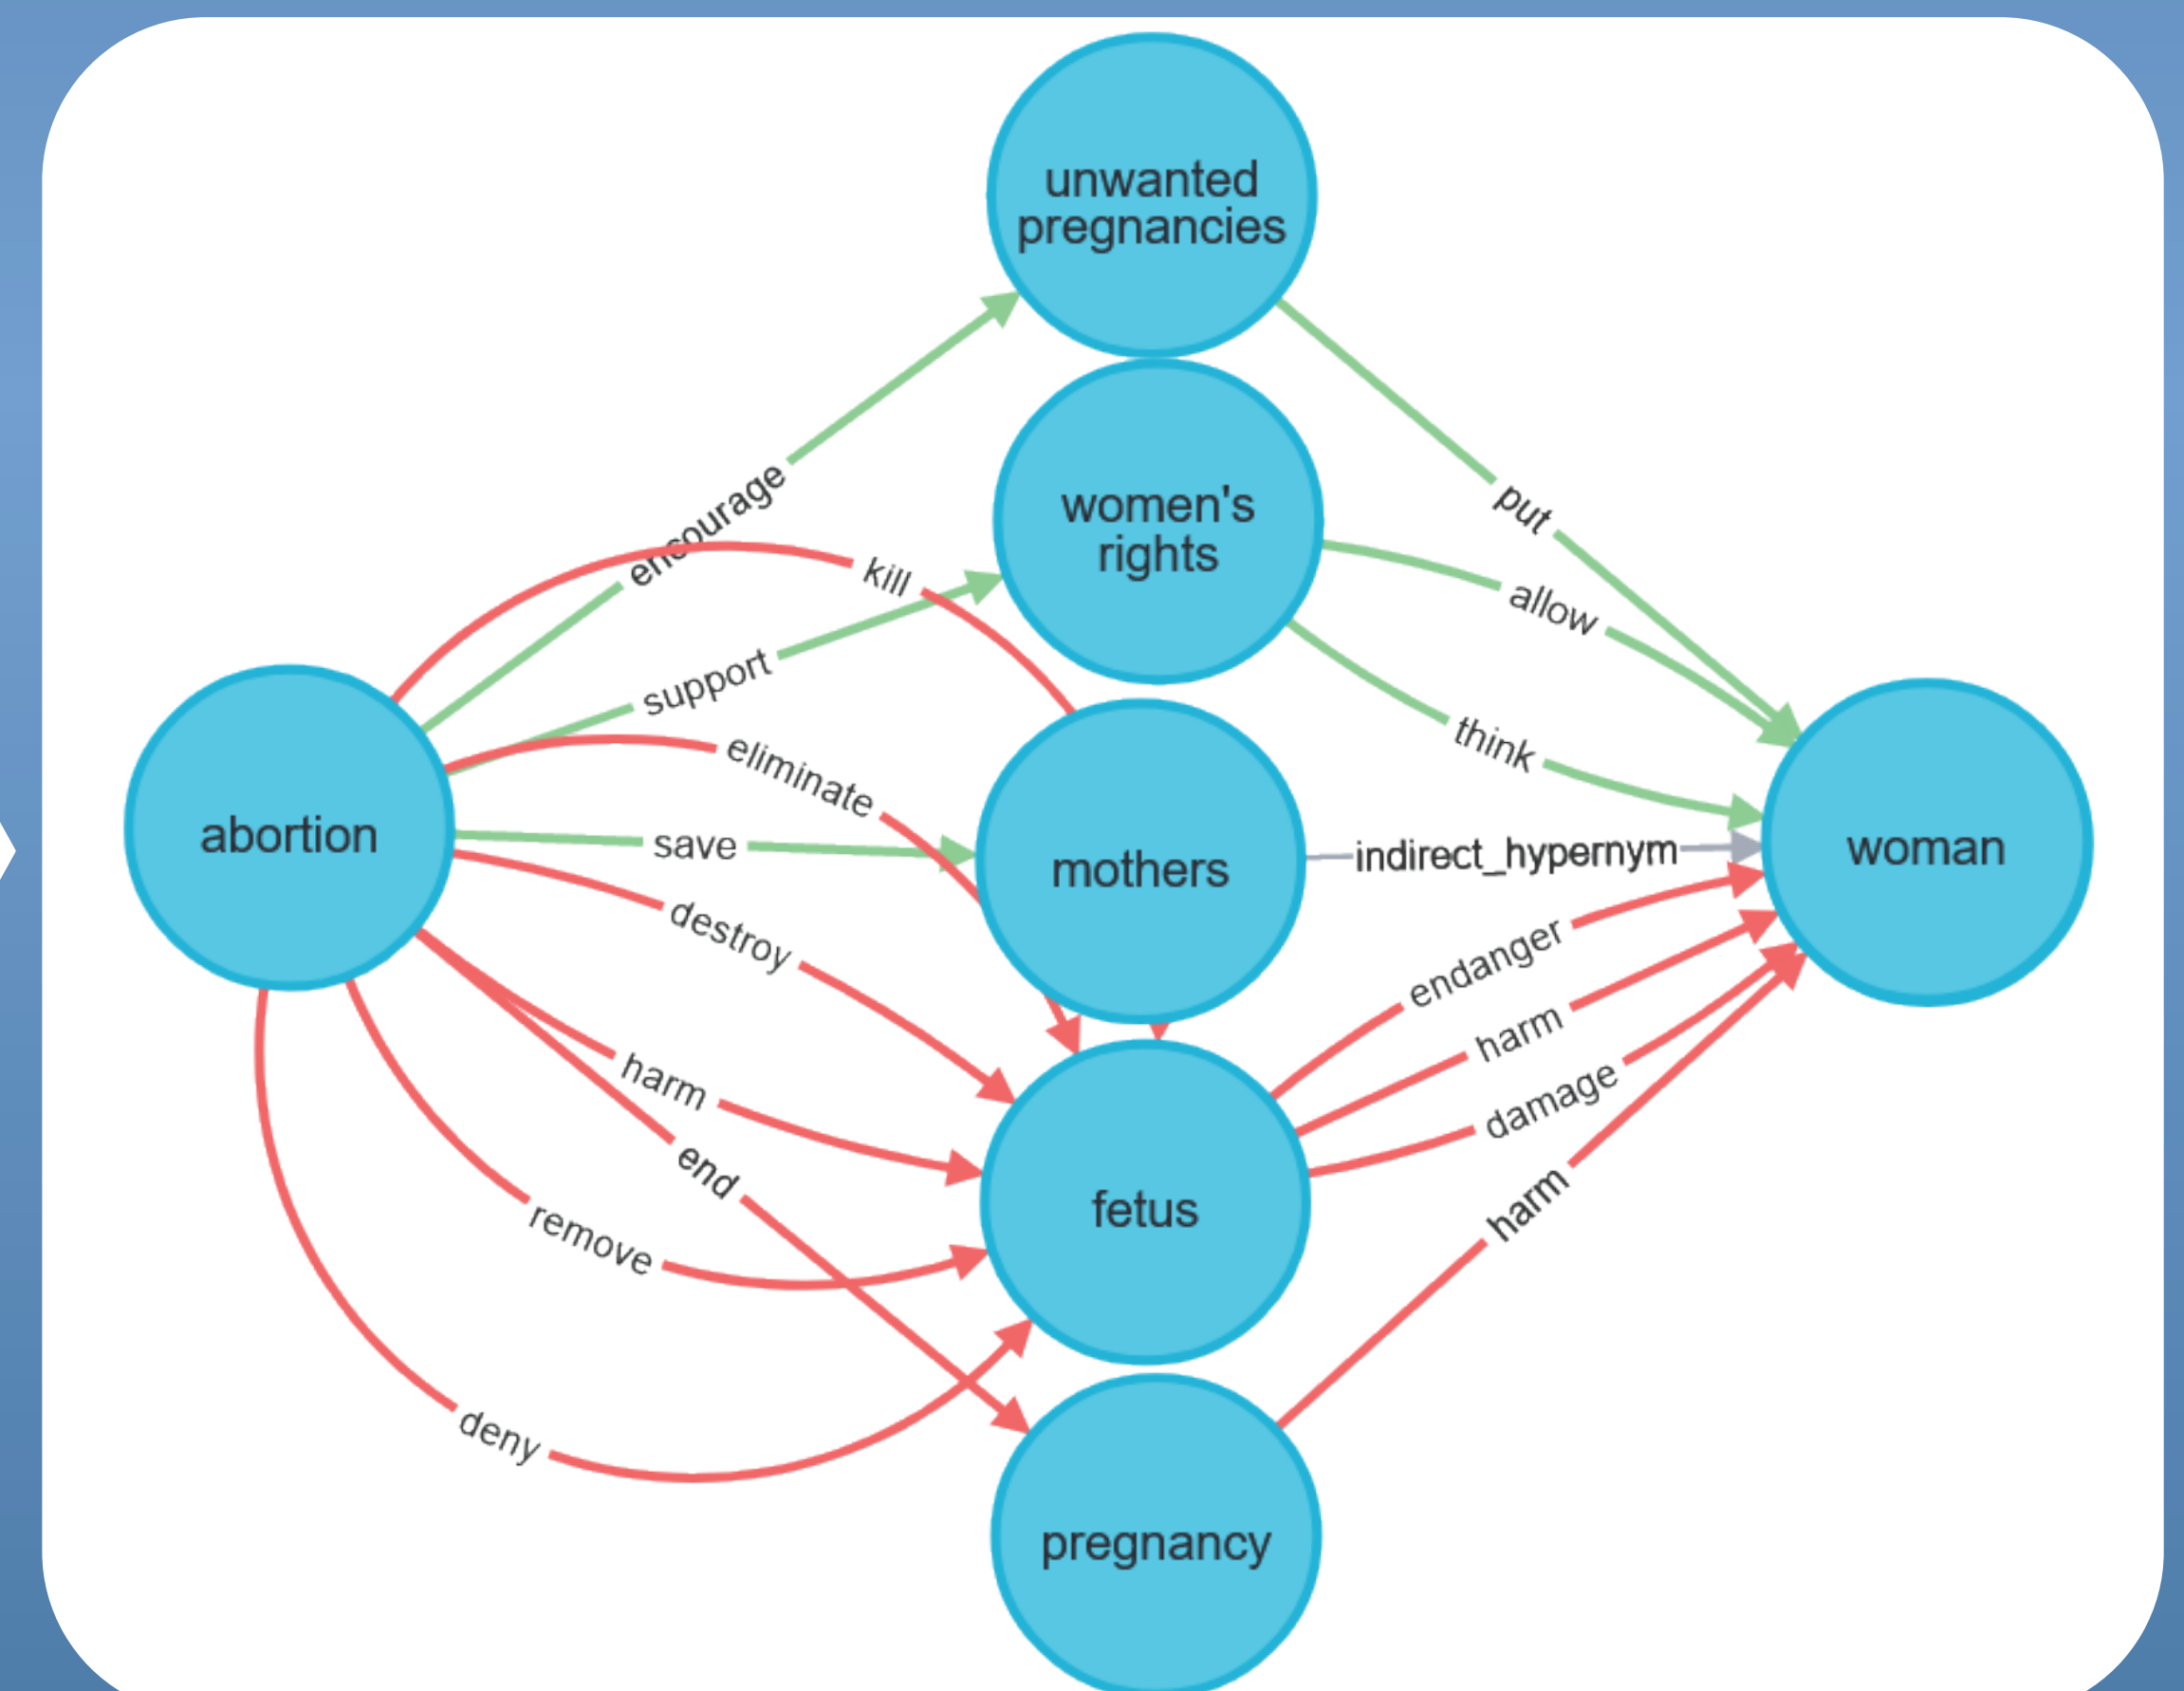 unwanted
pregnancies
women's
rights
encourage
kill
put
allow
support
think
eliminate
abortion
save
mothers
indirect_hypernym
woman
destroy
endanger
harm
harm
damage
end
fetus
harm
remove
deny
pregnancy